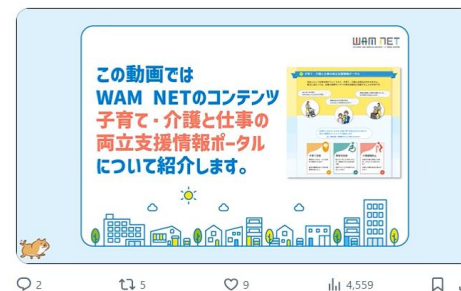 WAM NET
この動画では
WAM NETのコンテンツ
子育て・介護と仕事の
両立支援情報ポータル
について紹介します。
2 5 9 4,559